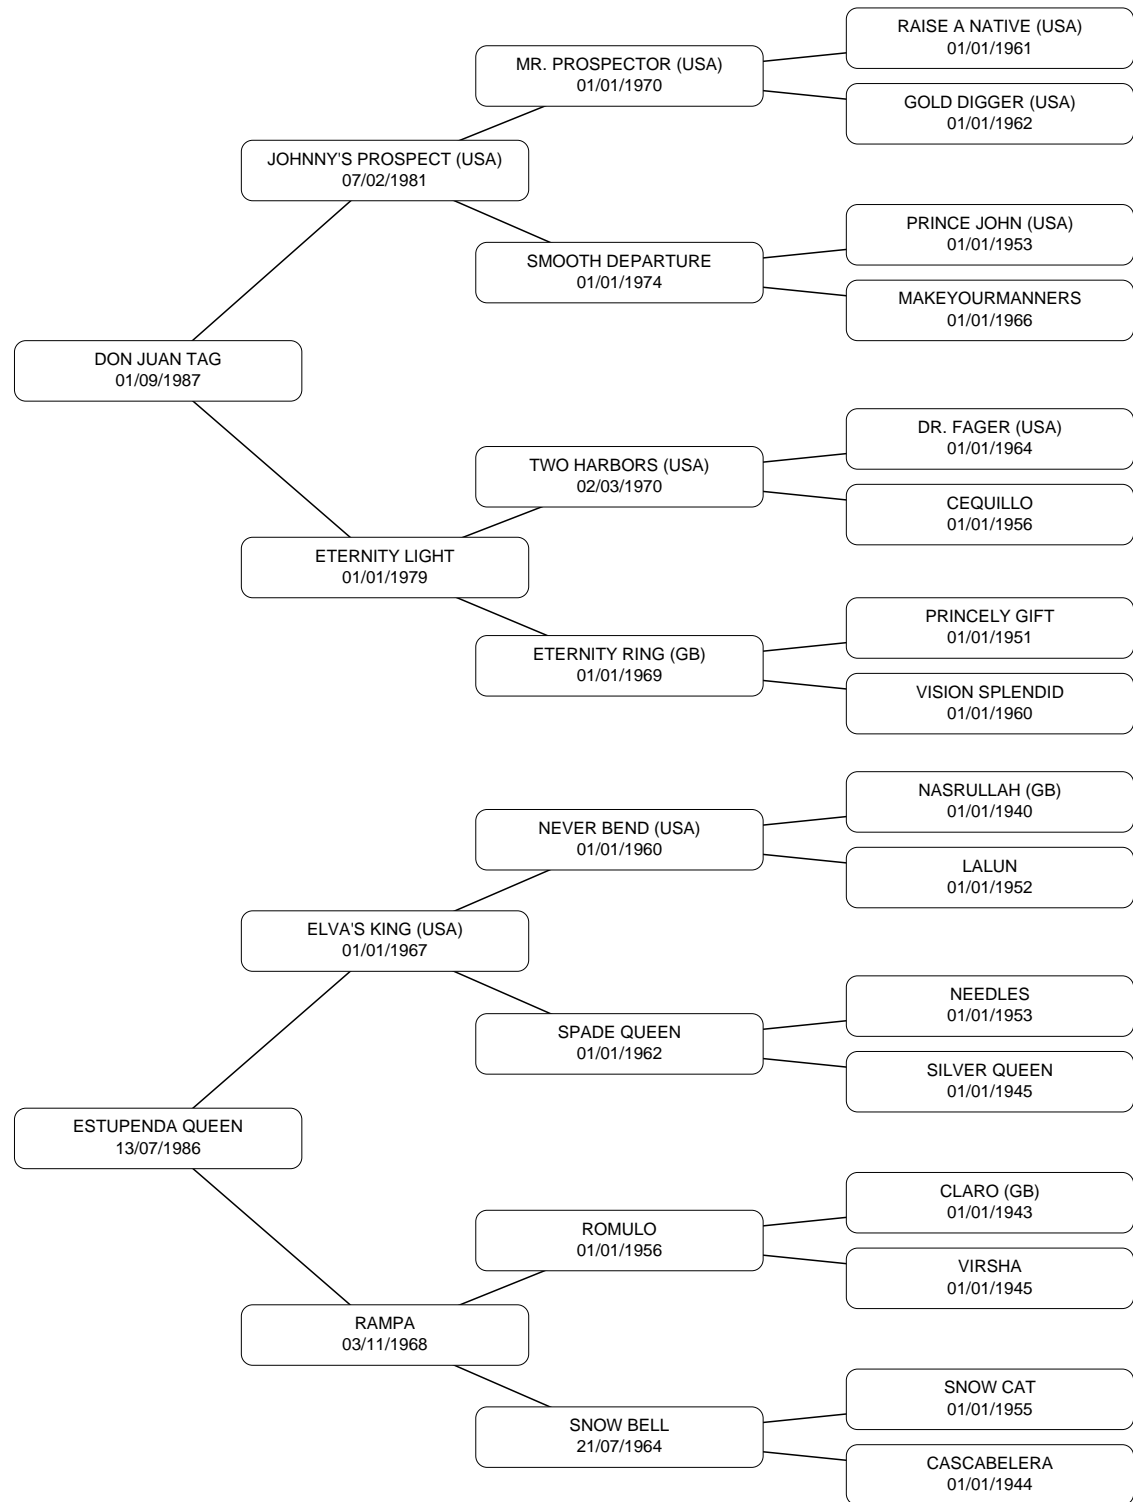 RAISE A NATIVE (USA)
01/01/1961
MR. PROSPECTOR (USA)
01/01/1970
GOLD DIGGER (USA)
01/01/1962
JOHNNY'S PROSPECT (USA)
07/02/1981
PRINCE JOHN (USA)
01/01/1953
SMOOTH DEPARTURE
01/01/1974
MAKEYOURMANNERS
01/01/1966
DON JUAN TAG
01/09/1987
DR. FAGER (USA)
01/01/1964
TWO HARBORS (USA)
02/03/1970
CEQUILLO
01/01/1956
ETERNITY LIGHT
01/01/1979
PRINCELY GIFT
01/01/1951
ETERNITY RING (GB)
01/01/1969
VISION SPLENDID
01/01/1960
NASRULLAH (GB)
01/01/1940
NEVER BEND (USA)
01/01/1960
LALUN
01/01/1952
ELVA'S KING (USA)
01/01/1967
NEEDLES
01/01/1953
SPADE QUEEN
01/01/1962
SILVER QUEEN
01/01/1945
ESTUPENDA QUEEN
13/07/1986
CLARO (GB)
01/01/1943
ROMULO
01/01/1956
VIRSHA
01/01/1945
RAMPA
03/11/1968
SNOW CAT
01/01/1955
SNOW BELL
21/07/1964
CASCABELERA
01/01/1944